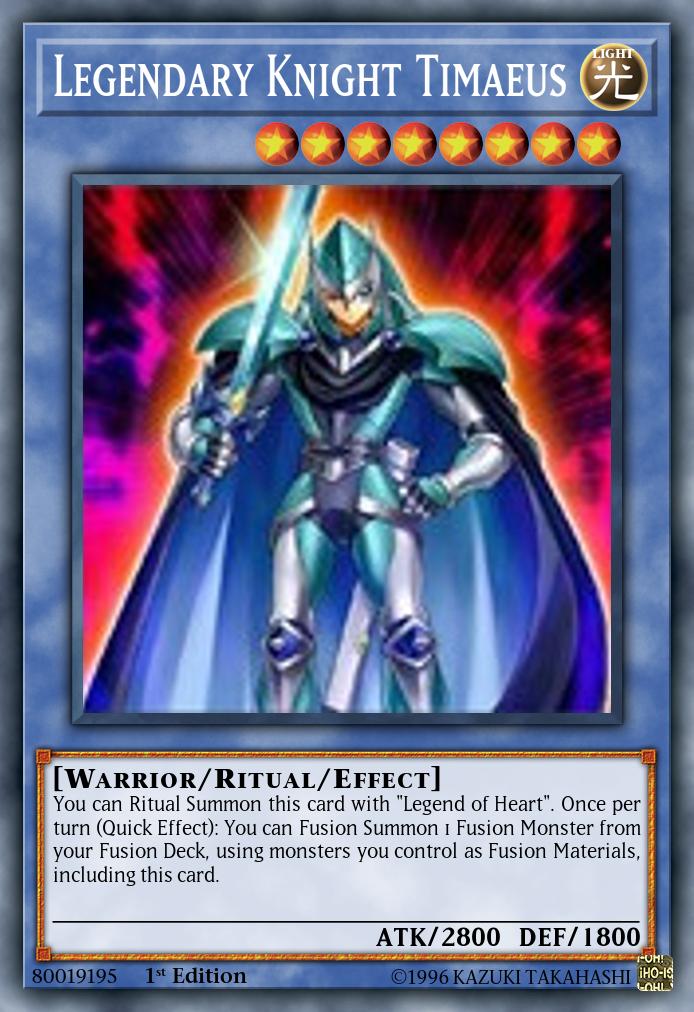 Legendary Knight Timaeus
LIGHT
光
[Warrior/Ritual/Effect]
You can Ritual Summon this card with "Legend of Heart". Once per
turn (Quick Effect): You can Fusion Summon 1 Fusion Monster from
your Fusion Deck, using monsters you control as Fusion Materials,
including this card.
ATK/2800 DEF/1800
80019195 1st Edition ©1996 KAZUKI TAKAHASHI